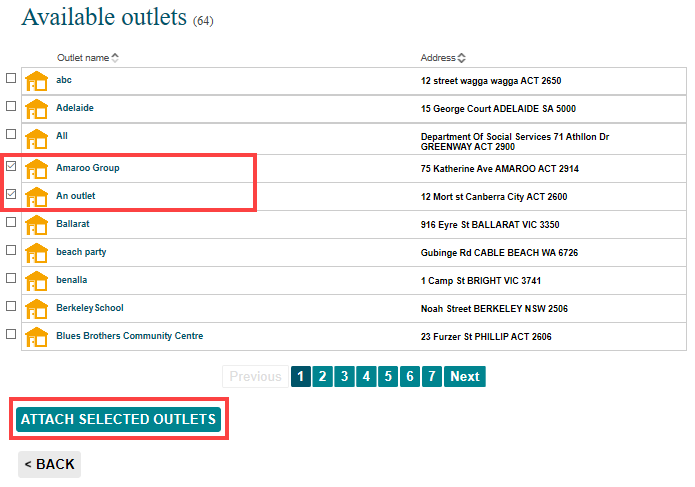 Available outlets (64)
Outlet name Address
abc 12 street wagga wagga ACT 2650
Adelaide 15 George Court ADELAIDE SA 5000
All Department Of Social Services 71 Athllon Dr
GREENWAY ACT 2900
Amaroo Group 75 Katherine Ave AMAROO ACT 2914
An outlet 12 Mort st Canberra City ACT 2600
Ballarat 916 Eyre St BALLARAT VIC 3350
beach party Gubinge Rd CABLE BEACH WA 6726
benalla 1 Camp St BRIGHT VIC 3741
BerkeleySchool Noah Street BERKELEY NSW 2506
Blues Brothers Community Centre 23 Furzer St PHILLIP ACT 2606
Previous 1 2 3 4 5 6 7 Next
ATTACH SELECTED OUTLETS
< BACK